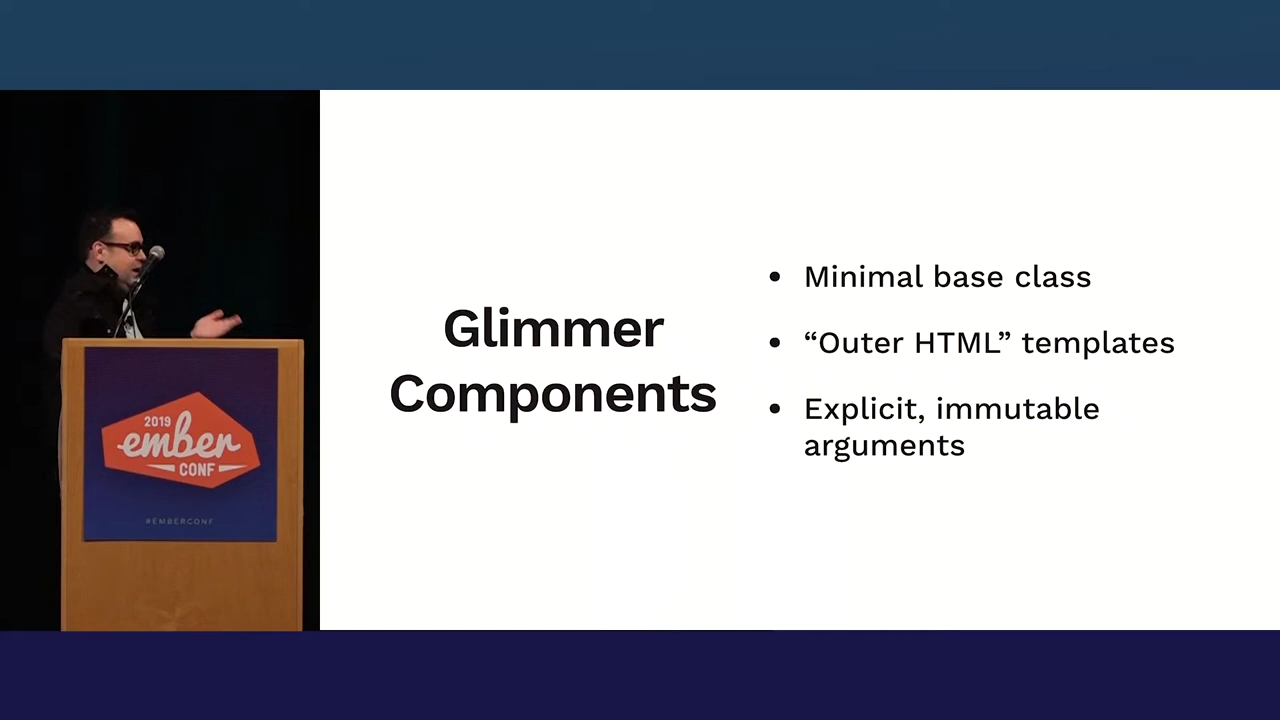 2019
ember
CONF
#EMBERCONF
Glimmer
Components
• Minimal base class
• “Outer HTML” templates
• Explicit, immutable
arguments